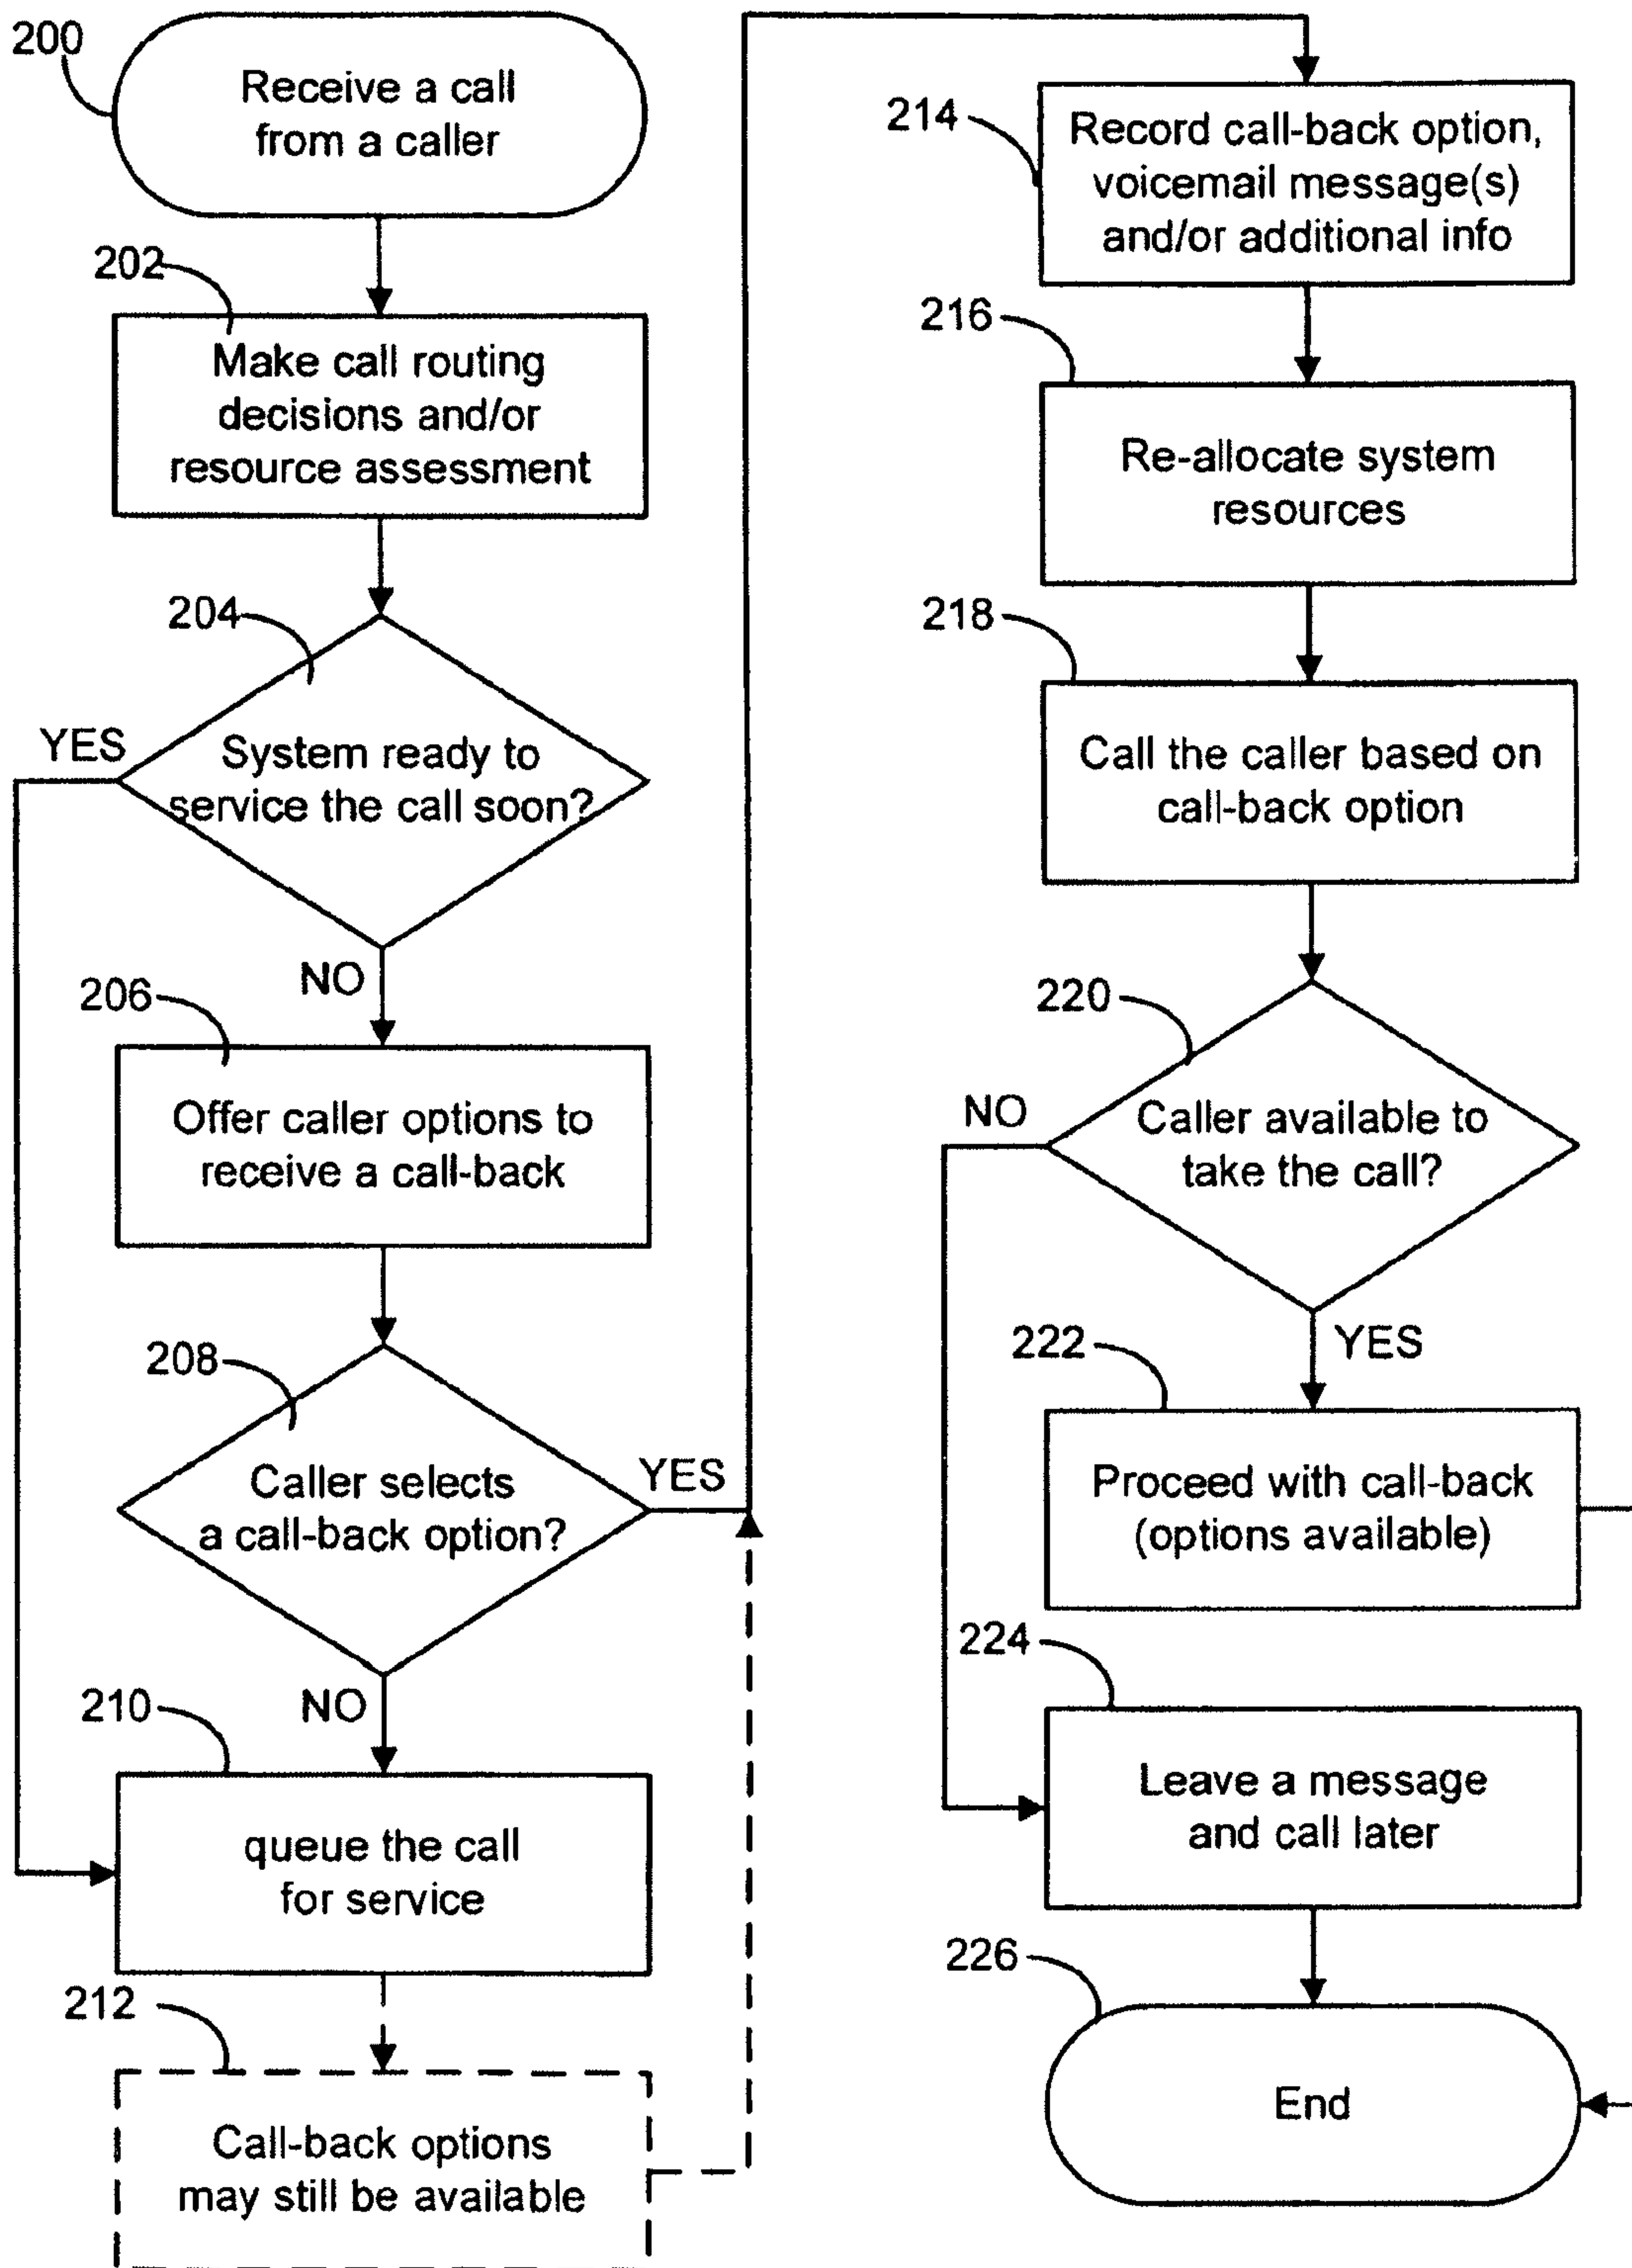 200
Receive a call
from a caller
202
Make call routing
decisions and/or
resource assessment
204
YES
System ready to
service the call soon?
NO
206
Offer caller options to
receive a call-back
208
Caller selects
a call-back option?
YES
NO
210
queue the call
for service
212
Call-back options
may still be available
214
Record call-back option,
voicemail message(s)
and/or additional info
216
Re-allocate system
resources
218
Call the caller based on
call-back option
220
NO
Caller available to
take the call?
YES
222
Proceed with call-back
(options available)
224
Leave a message
and call later
226
End